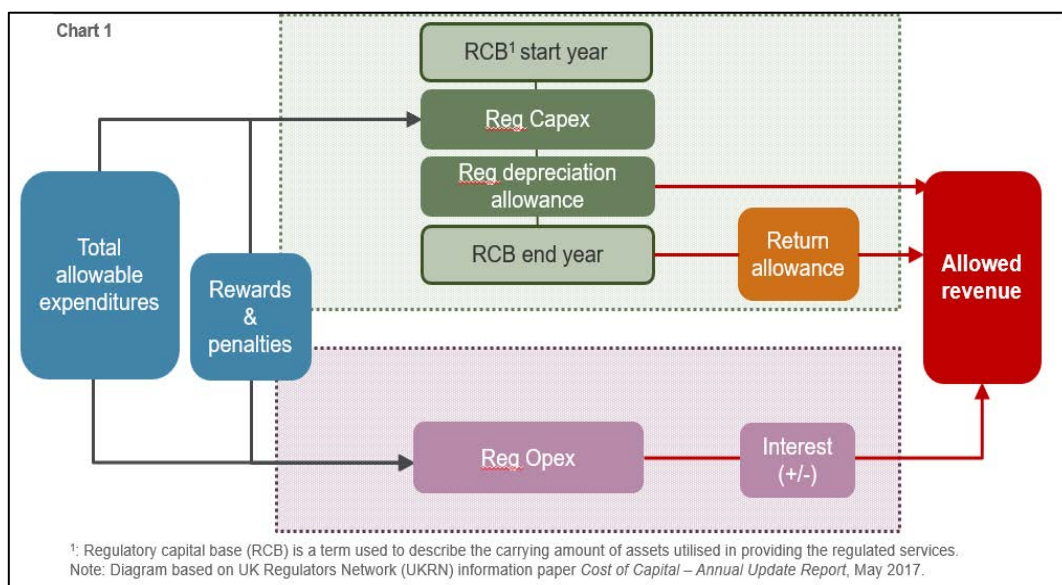 Chart 1
RCB¹ start year
Reg Capex
Reg depreciation
allowance
RCB end year
Return
allowance
Allowed
revenue
Total
allowable
expenditures
Rewards
&
penalties
Reg Opex
Interest
(+/-)
¹: Regulatory capital base (RCB) is a term used to describe the carrying amount of assets utilised in providing the regulated services.
Note: Diagram based on UK Regulators Network (UKRN) information paper Cost of Capital – Annual Update Report, May 2017.